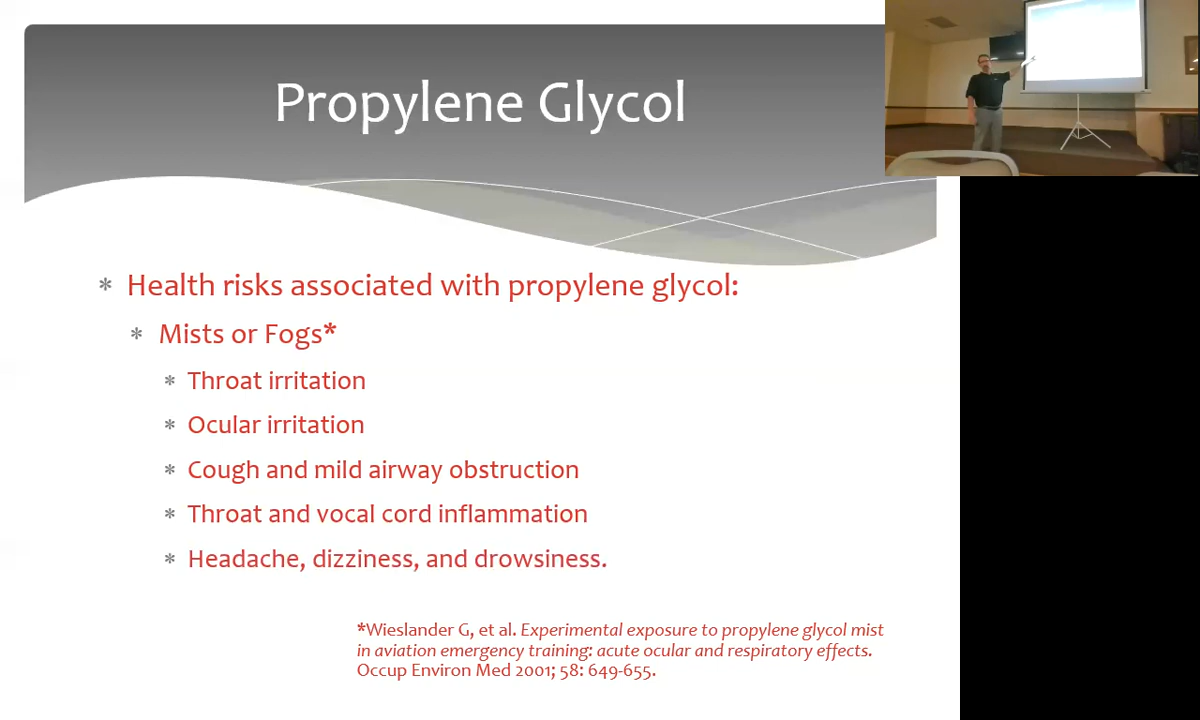 Propylene Glycol
* Health risks associated with propylene glycol:
* Mists or Fogs*
* Throat irritation
* Ocular irritation
* Cough and mild airway obstruction
* Throat and vocal cord inflammation
* Headache, dizziness, and drowsiness.
*Wieslander G, et al. Experimental exposure to propylene glycol mist
in aviation emergency training: acute ocular and respiratory effects.
Occup Environ Med 2001; 58: 649-655.